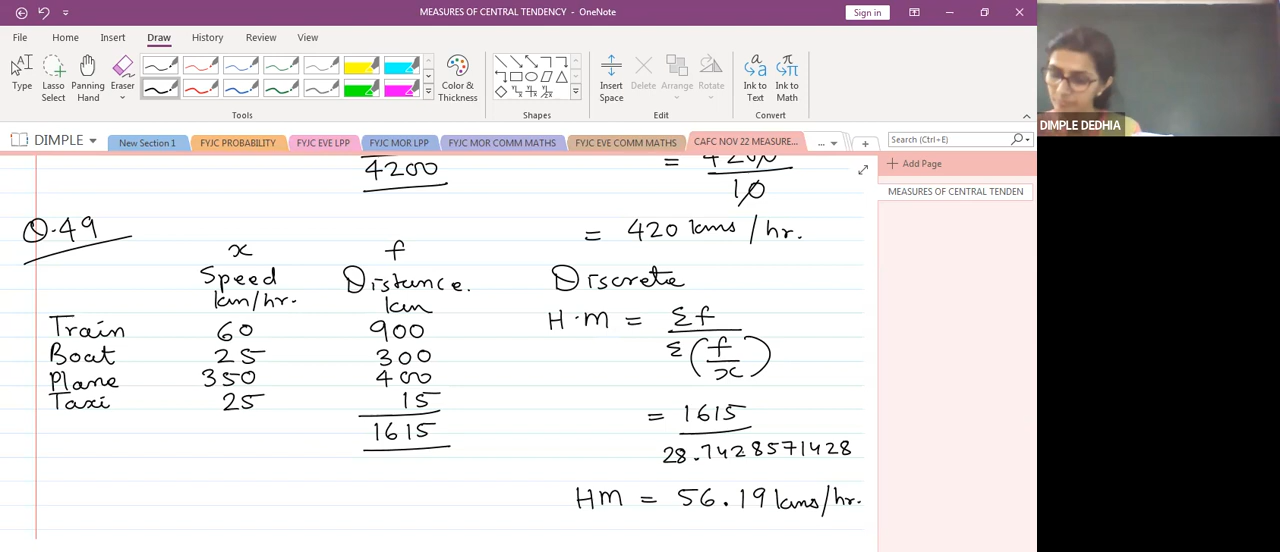 MEASURES OF CENTRAL TENDENCY - OneNote
Sign in
File Home Insert Draw History Review View
Type
Lasso Select
Panning Hand
Eraser
Color & Thickness
Insert Space
Delete
Arrange
Rotate
Ink to Text
Ink to Math
Tools
Shapes
Edit
Convert
DIMPLE DEDHIA
DIMPLE
New Section 1
FYJC PROBABILITY
FYJC EVE LPP
FYJC MOR LPP
FYJC MOR COMM MATHS
FYJC EVE COMM MATHS
CAFC NOV 22 MEASURE...
Search (Ctrl+E)
Add Page
MEASURES OF CENTRAL TENDEN
4200
= 4200 / 10
= 420 kms / hr.
Q.49
x f
Speed km/hr. Distance. km
Train 60 900
Boat 25 300
Plane 350 400
Taxi 25 15
1615
Discrete
H.M = Σf / Σ(f/x)
= 1615 / 28.7428571428
HM = 56.19 kms/hr.